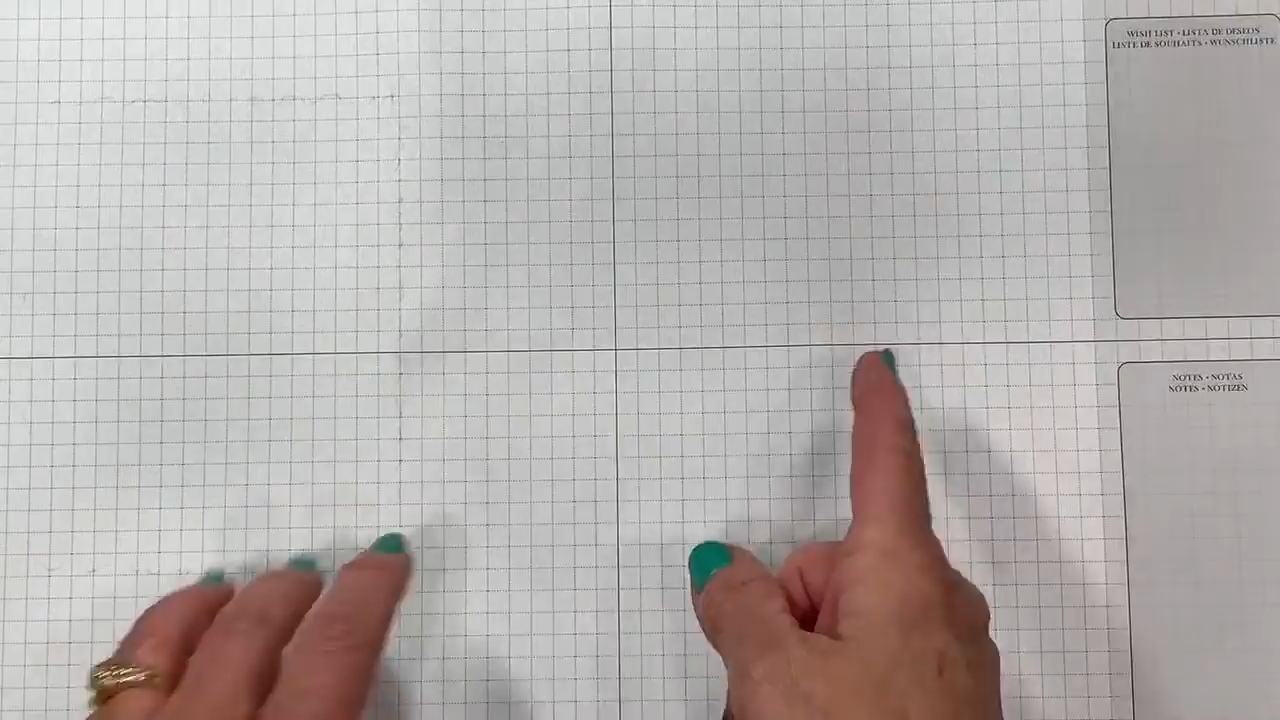 WISH LIST • LISTA DE DESEOS
LISTE DE SOUHAITS • WUNSCHLISTE
NOTES • NOTAS
NOTES • NOTIZEN